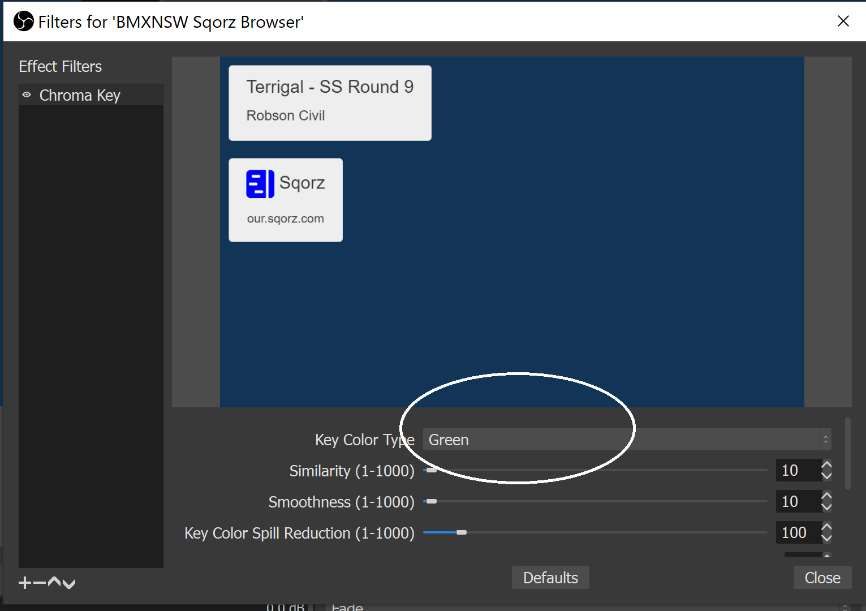 Filters for 'BMXNSW Sqorz Browser'
Effect Filters
Chroma Key
Terrigal - SS Round 9
Robson Civil
Sqorz
our.sqorz.com
Key Color Type Green
Similarity (1-1000) 10
Smoothness (1-1000) 10
Key Color Spill Reduction (1-1000) 100
Defaults Close
0.0 dB Fade